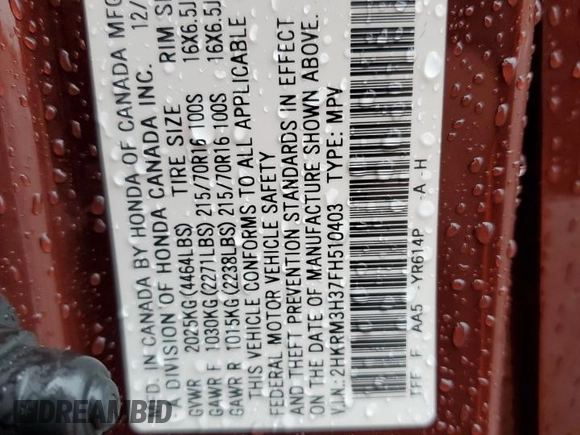 TD. IN CANADA BY HONDA OF CANADA MFG
A DIVISION OF HONDA CANADA INC. 12/
TIRE SIZE RIM SI
GVWR 2025KG(4464LBS)
GAWR F 1030KG(2271LBS) 215/70R16 100S 16X6.5J
GAWR R 1015KG(2238LBS) 215/70R16 100S 16X6.5J
THIS VEHICLE CONFORMS TO ALL APPLICABLE
FEDERAL MOTOR VEHICLE SAFETY
AND THEFT PREVENTION STANDARDS IN EFFECT
ON THE DATE OF MANUFACTURE SHOWN ABOVE.
V.I.N.: 2HKRM3H37FH510403 TYPE: MPV
TFF F AA5 -YR614P -A-H
DREAMBID